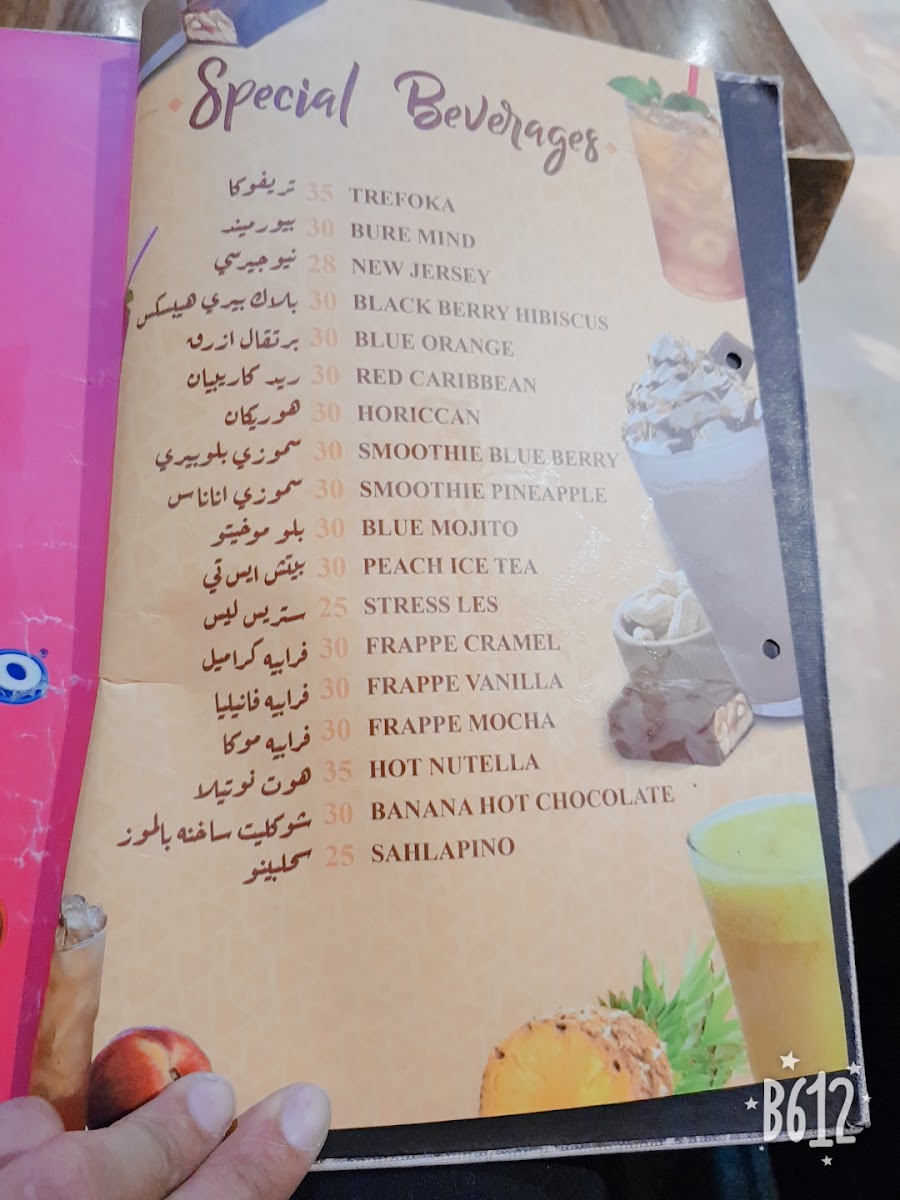 Special Beverages
تريفوكا 35 TREFOKA
بيورميند 30 BURE MIND
نيوجيرسي 28 NEW JERSEY
بلاك بيري هيبسكس 30 BLACK BERRY HIBISCUS
برتقال ازرق 30 BLUE ORANGE
ريد كاريبيان 30 RED CARIBBEAN
هوريكان 30 HORICCAN
سموزي بلوبيري 30 SMOOTHIE BLUE BERRY
سموزي اناناس 30 SMOOTHIE PINEAPPLE
بلو موخيتو 30 BLUE MOJITO
بيتش ايس تي 30 PEACH ICE TEA
ستريس ليس 25 STRESS LES
فرابيه كراميل 30 FRAPPE CRAMEL
فرابيه فانيليا 30 FRAPPE VANILLA
فرابيه موكا 30 FRAPPE MOCHA
هوت نوتيلا 35 HOT NUTELLA
شوكليت ساخنه بالموز 30 BANANA HOT CHOCOLATE
سحلبينو 25 SAHLAPINO
B612